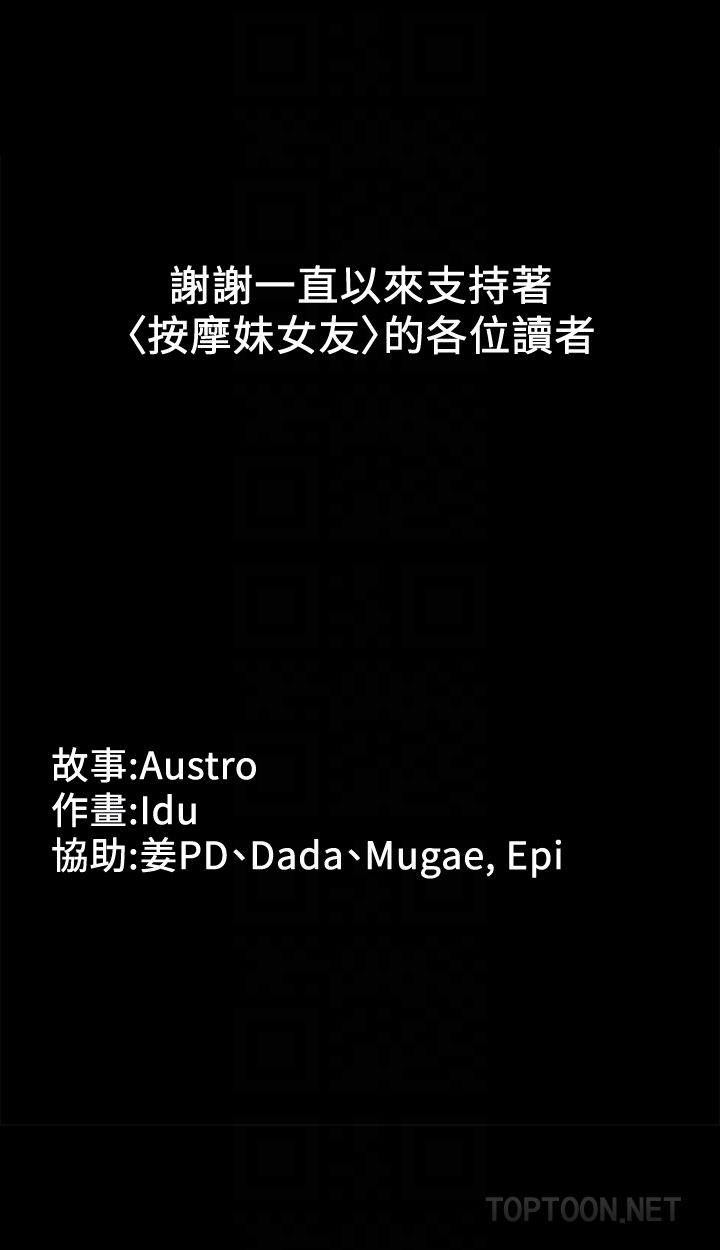 謝謝一直以來支持著
〈按摩妹女友〉的各位讀者
故事:Austro
作畫:Idu
協助:姜PD、Dada、Mugae, Epi
TOPTOON.NET